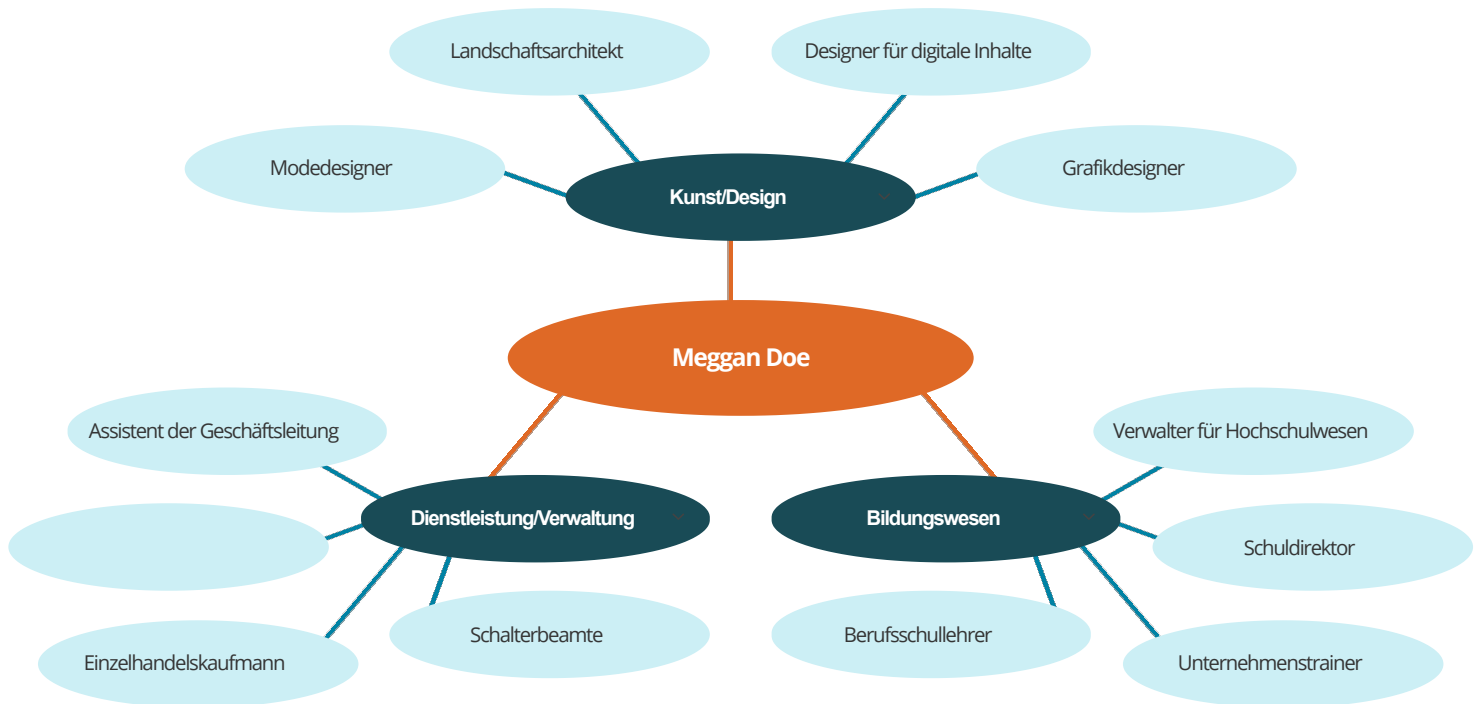 Landschaftsarchitekt
Designer für digitale Inhalte
Modedesigner
Grafikdesigner
Kunst/Design
Meggan Doe
Assistent der Geschäftsleitung
Verwalter für Hochschulwesen
Dienstleistung/Verwaltung
Bildungswesen
Schuldirektor
Schalterbeamte
Berufsschullehrer
Einzelhandelskaufmann
Unternehmenstrainer